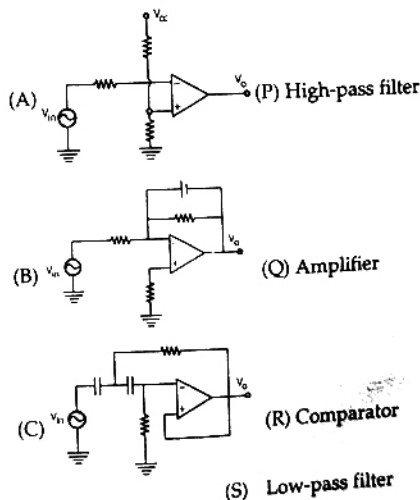 Vcc
Vo
(A) Vin (P) High-pass filter
Vo
(B) Vin (Q) Amplifier
Vo
(C) Vin (R) Comparator
(S) Low-pass filter